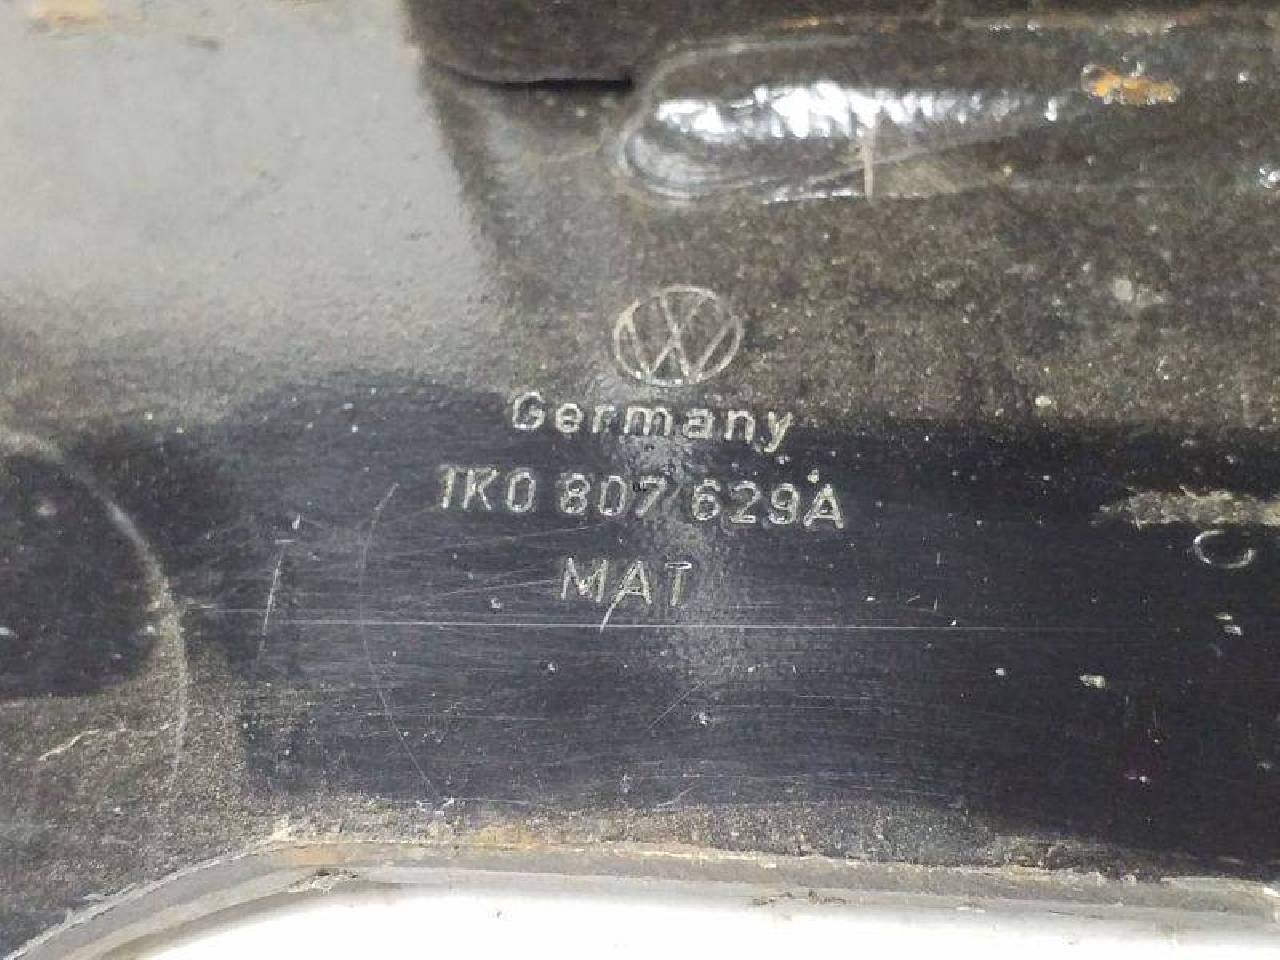 Germany
1K0 807 629A
MAT
C